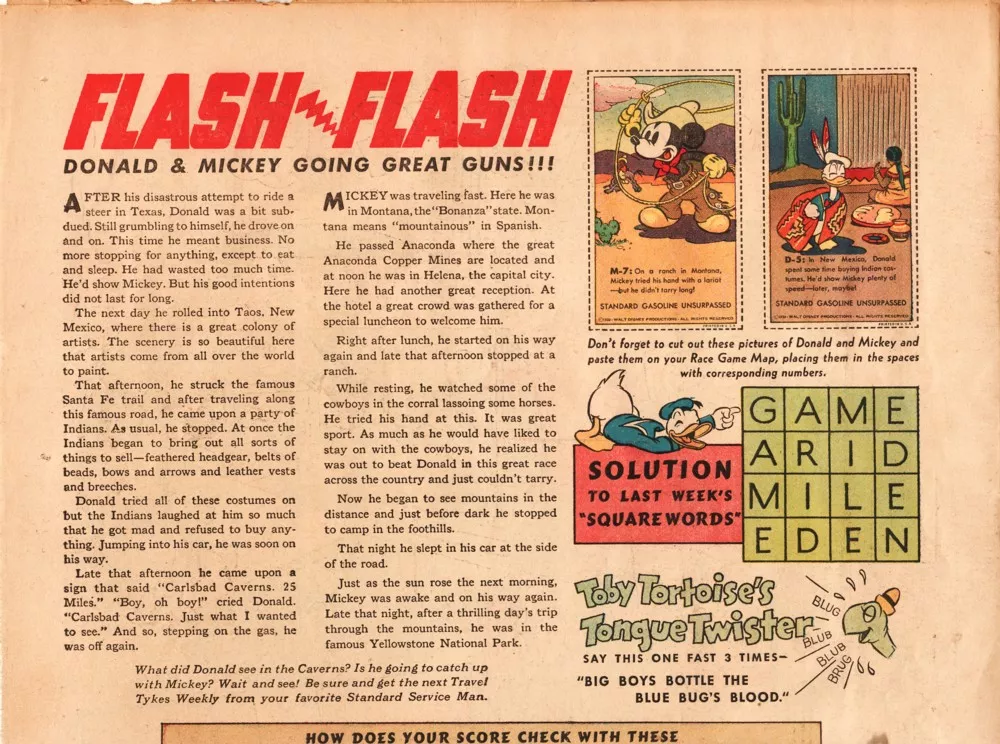 FLASH FLASH
DONALD & MICKEY GOING GREAT GUNS!!!
AFTER his disastrous attempt to ride a
steer in Texas, Donald was a bit sub-
dued. Still grumbling to himself, he drove on
and on. This time he meant business. No
more stopping for anything, except to eat
and sleep. He had wasted too much time.
He'd show Mickey. But his good intentions
did not last for long.
The next day he rolled into Taos, New
Mexico, where there is a great colony of
artists. The scenery is so beautiful here
that artists come from all over the world
to paint.
That afternoon, he struck the famous
Santa Fe trail and after traveling along
this famous road, he came upon a party of
Indians. As usual, he stopped. At once the
Indians began to bring out all sorts of
things to sell—feathered headgear, belts of
beads, bows and arrows and leather vests
and breeches.
Donald tried all of these costumes on
but the Indians laughed at him so much
that he got mad and refused to buy any-
thing. Jumping into his car, he was soon on
his way.
Late that afternoon he came upon a
sign that said "Carlsbad Caverns. 25
Miles." "Boy, oh boy!" cried Donald.
"Carlsbad Caverns. Just what I wanted
to see." And so, stepping on the gas, he
was off again.
MICKEY was traveling fast. Here he was
in Montana, the "Bonanza" state. Mon-
tana means "mountainous" in Spanish.
He passed Anaconda where the great
Anaconda Copper Mines are located and
at noon he was in Helena, the capital city.
Here he had another great reception. At
the hotel a great crowd was gathered for a
special luncheon to welcome him.
Right after lunch, he started on his way
again and late that afternoon stopped at a
ranch.
While resting, he watched some of the
cowboys in the corral lassoing some horses.
He tried his hand at this. It was great
sport. As much as he would have liked to
stay on with the cowboys, he realized he
was out to beat Donald in this great race
across the country and just couldn't tarry.
Now he began to see mountains in the
distance and just before dark he stopped
to camp in the foothills.
That night he slept in his car at the side
of the road.
Just as the sun rose the next morning,
Mickey was awake and on his way again.
Late that night, after a thrilling day's trip
through the mountains, he was in the
famous Yellowstone National Park.
What did Donald see in the Caverns? Is he going to catch up
with Mickey? Wait and see! Be sure and get the next Travel
Tykes Weekly from your favorite Standard Service Man.
M-7: On a ranch in Montana,
Mickey tried his hand with a lariat
—but he didn't tarry long!
STANDARD GASOLINE UNSURPASSED
WALT DISNEY PRODUCTIONS ALL RIGHTS RESERVED
PRINTED IN U.S.A.
D-5: In New Mexico, Donald
spent some time buying Indian cos-
tumes. He'd show Mickey plenty of
speed—later, maybe!
STANDARD GASOLINE UNSURPASSED
WALT DISNEY PRODUCTIONS ALL RIGHTS RESERVED
PRINTED IN U.S.A.
Don't forget to cut out these pictures of Donald and Mickey and
paste them on your Race Game Map, placing them in the spaces
with corresponding numbers.
SOLUTION
TO LAST WEEK'S
"SQUARE WORDS"
GAME
ARID
MILE
EDEN
Toby Tortoise's
Tongue Twister
SAY THIS ONE FAST 3 TIMES—
"BIG BOYS BOTTLE THE
BLUE BUG'S BLOOD."
BLUG
BLUB
BLUB
BRUG
HOW DOES YOUR SCORE CHECK WITH THESE